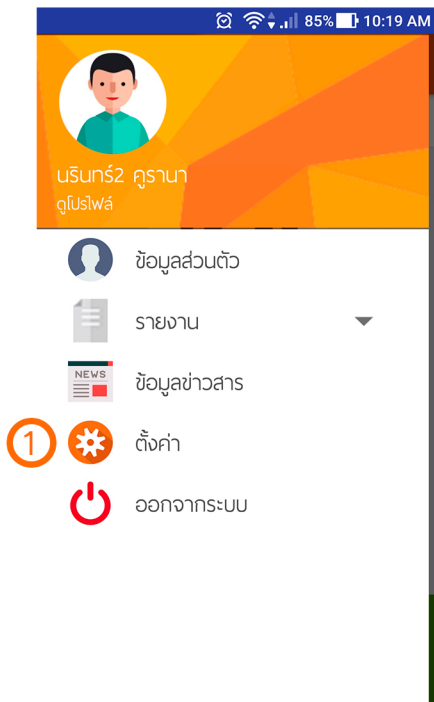 85% 10:19 AM
นรินทร์2 คูรานา
ดูโปรไฟล์
ข้อมูลส่วนตัว
รายงาน
NEWS
ข้อมูลข่าวสาร
1
ตั้งค่า
ออกจากระบบ